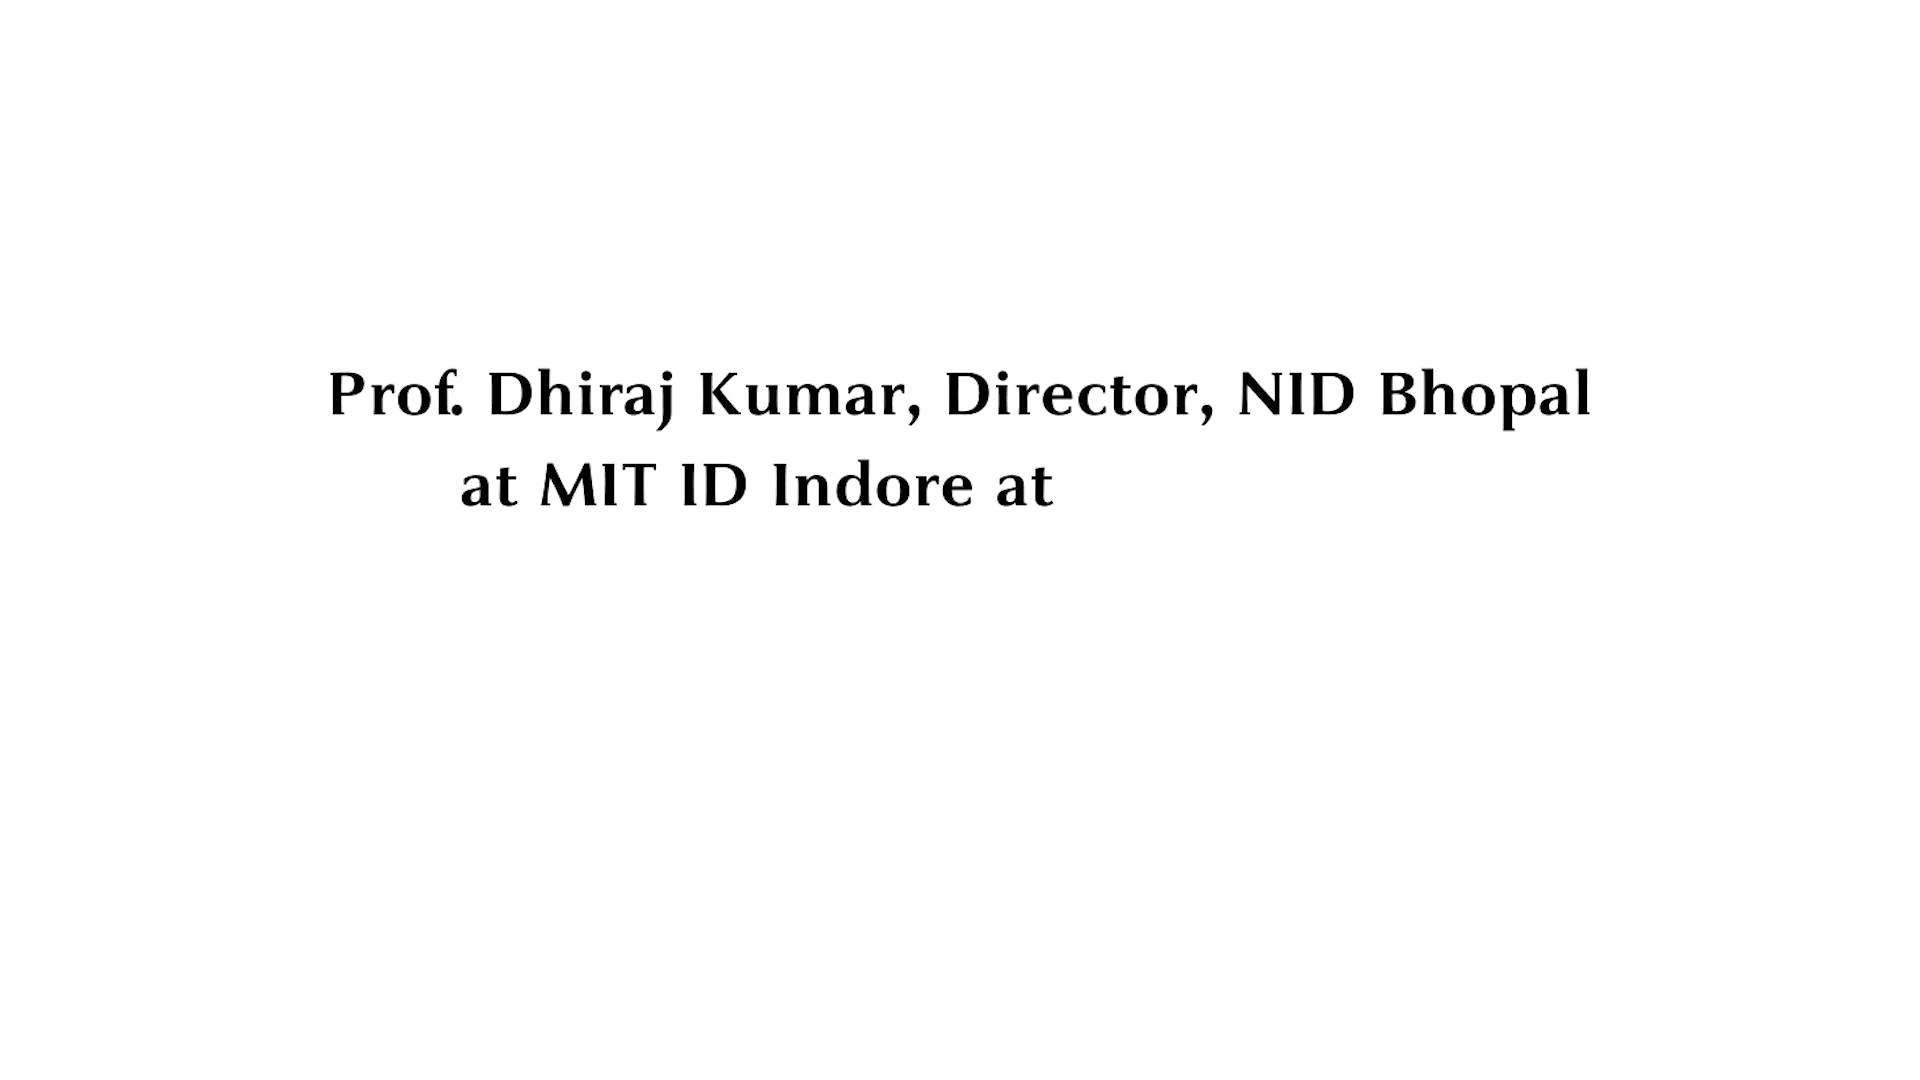 Prof. Dhiraj Kumar, Director, NID Bhopal
at MIT ID Indore at